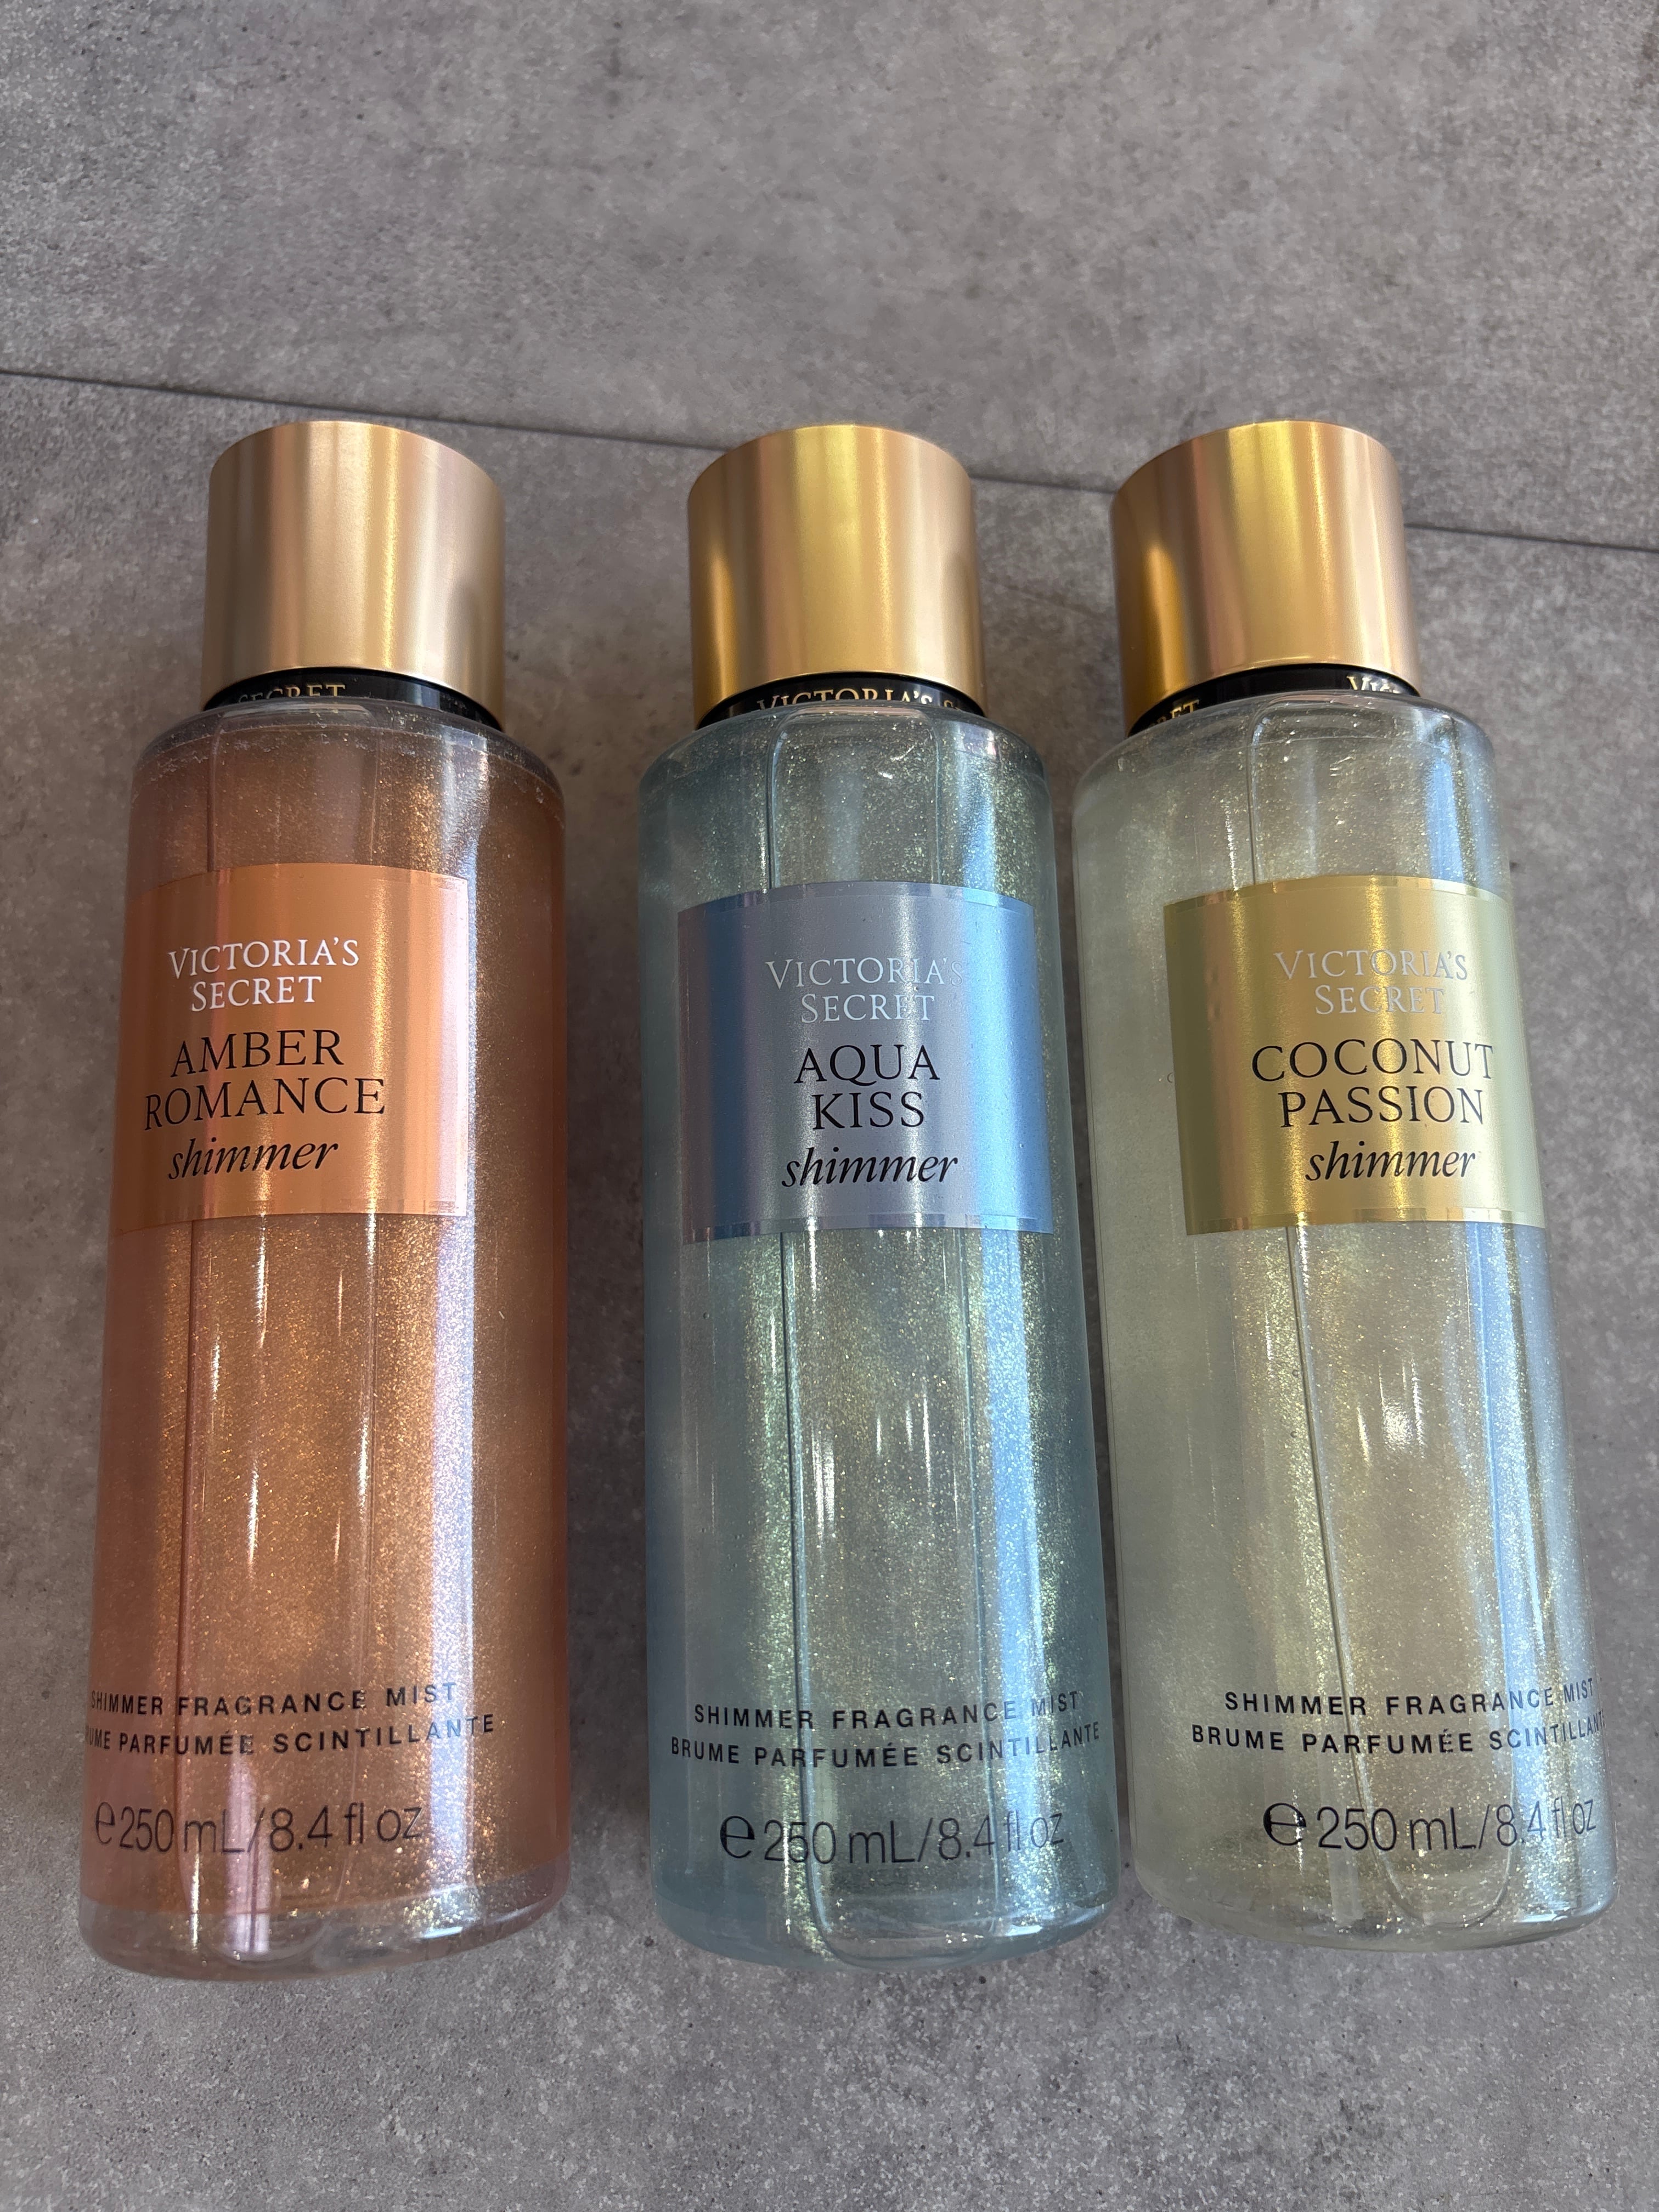 SECRET
VICTORIA'S
SECRET
AMBER
ROMANCE
shimmer
SHIMMER FRAGRANCE MIST
PARFUMÉE SCINTILLANTE
e 250 mL/8.4 fl oz
VICTORIA'S
VICTORIA'S
SECRET
AQUA
KISS
shimmer
SHIMMER FRAGRANCE MIST
BRUME PARFUMÉE SCINTILLANTE
e 250 mL/8.4 fl oz
VICTORIA'S
SECRET
COCONUT
PASSION
shimmer
SHIMMER FRAGRANCE MIST
BRUME PARFUMÉE SCINTILLANTE
e 250 mL/8.4 fl oz